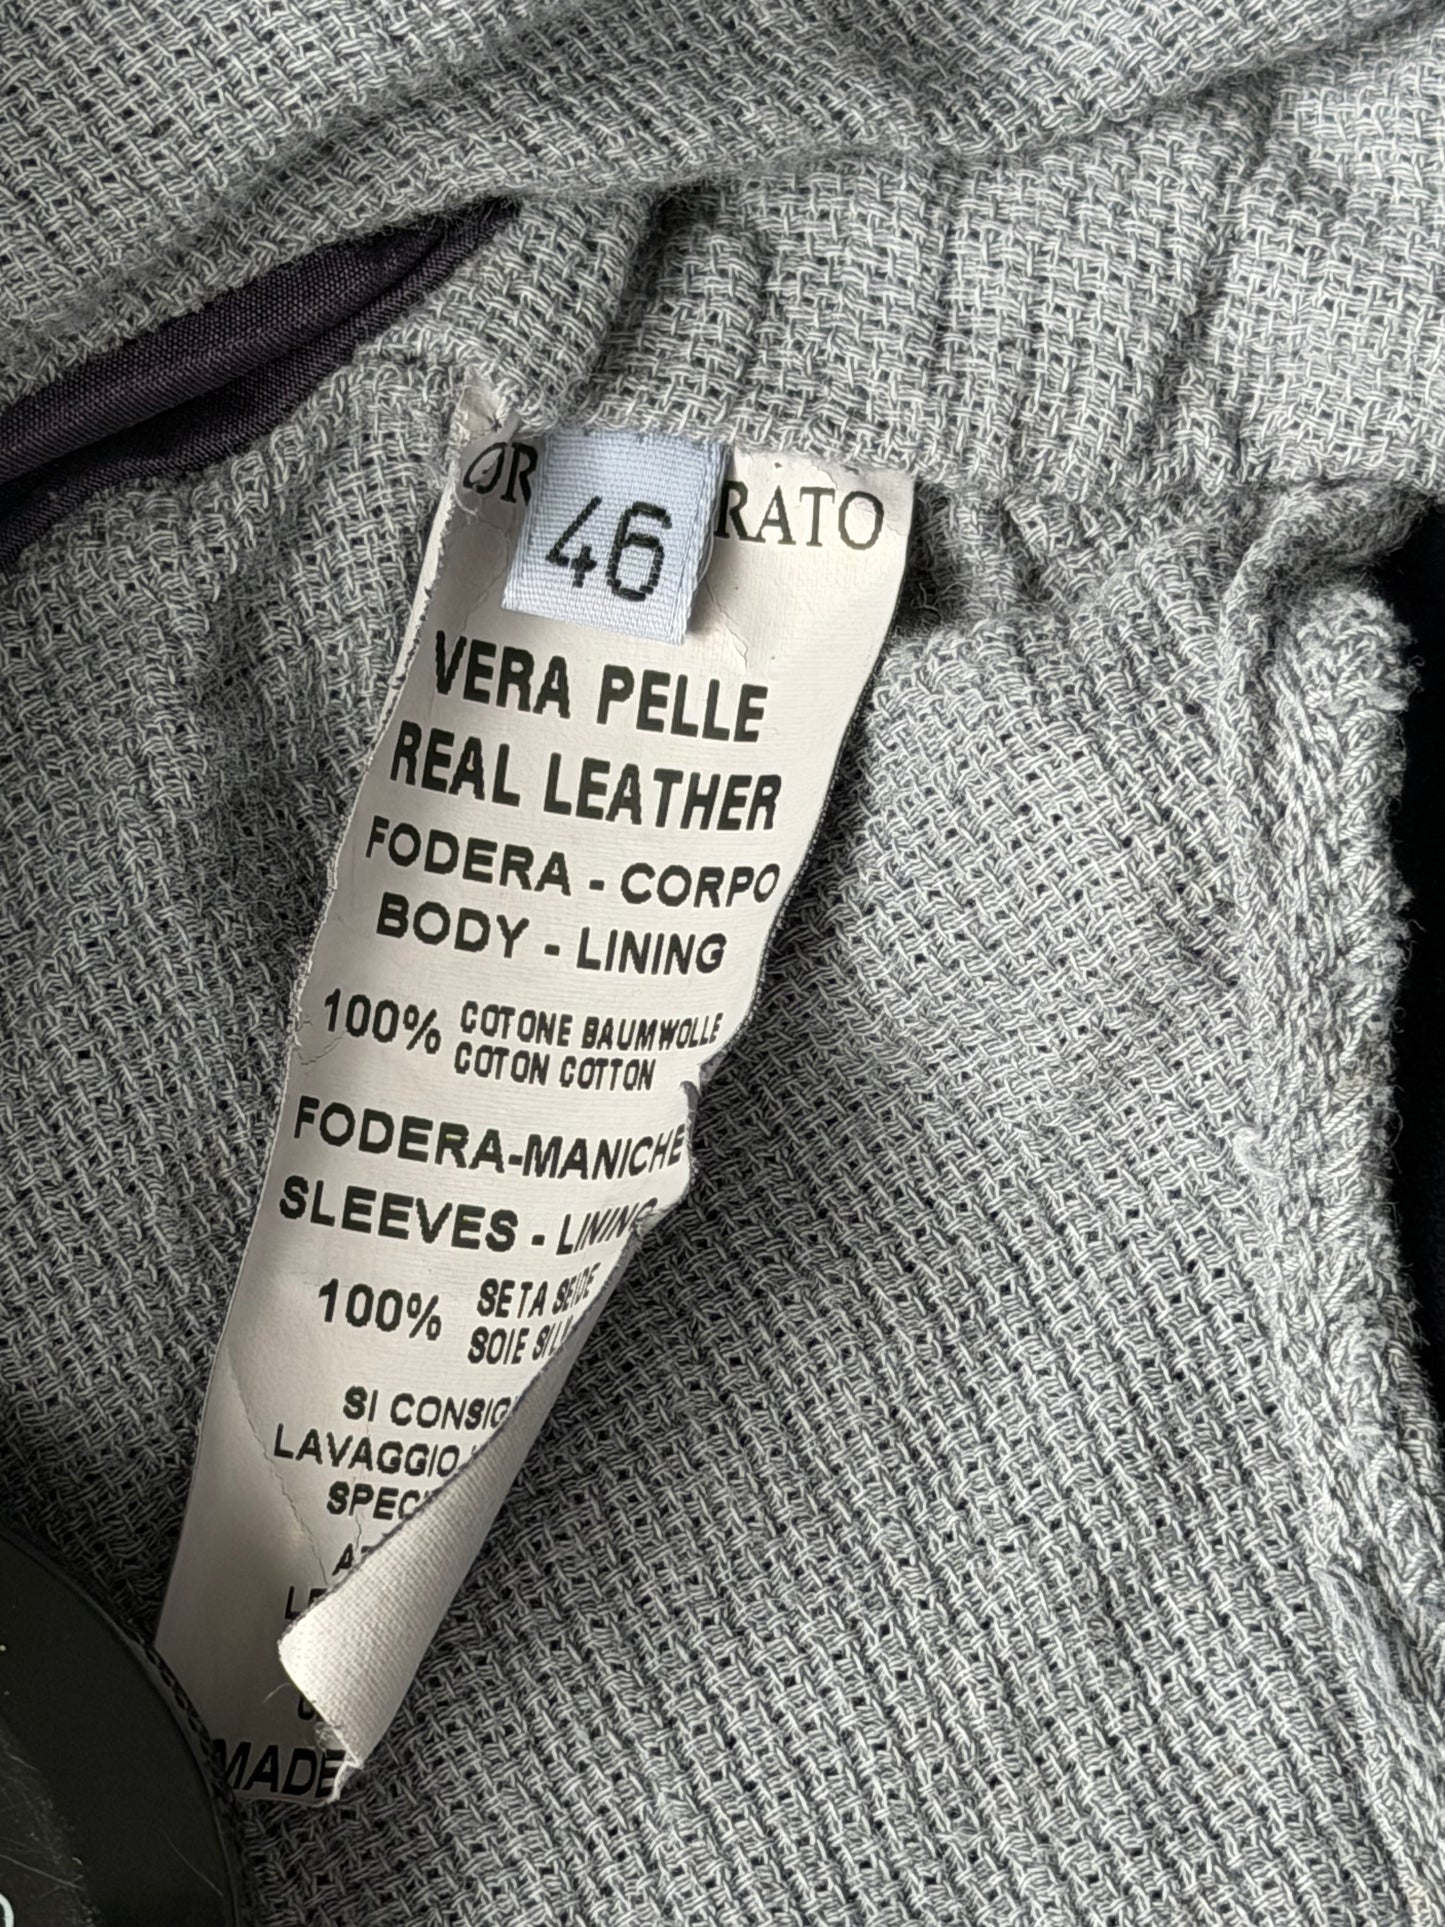 46
RATO
VERA PELLE
REAL LEATHER
FODERA - CORPO
BODY - LINING
100% COTONE BAUMWOLLE
COTON COTTON
FODERA-MANICHE
SLEEVES - LINING
100% SETA SEIDE
SOIE SILK
SI CONSIG
LAVAGGIO
SPEC
MADE